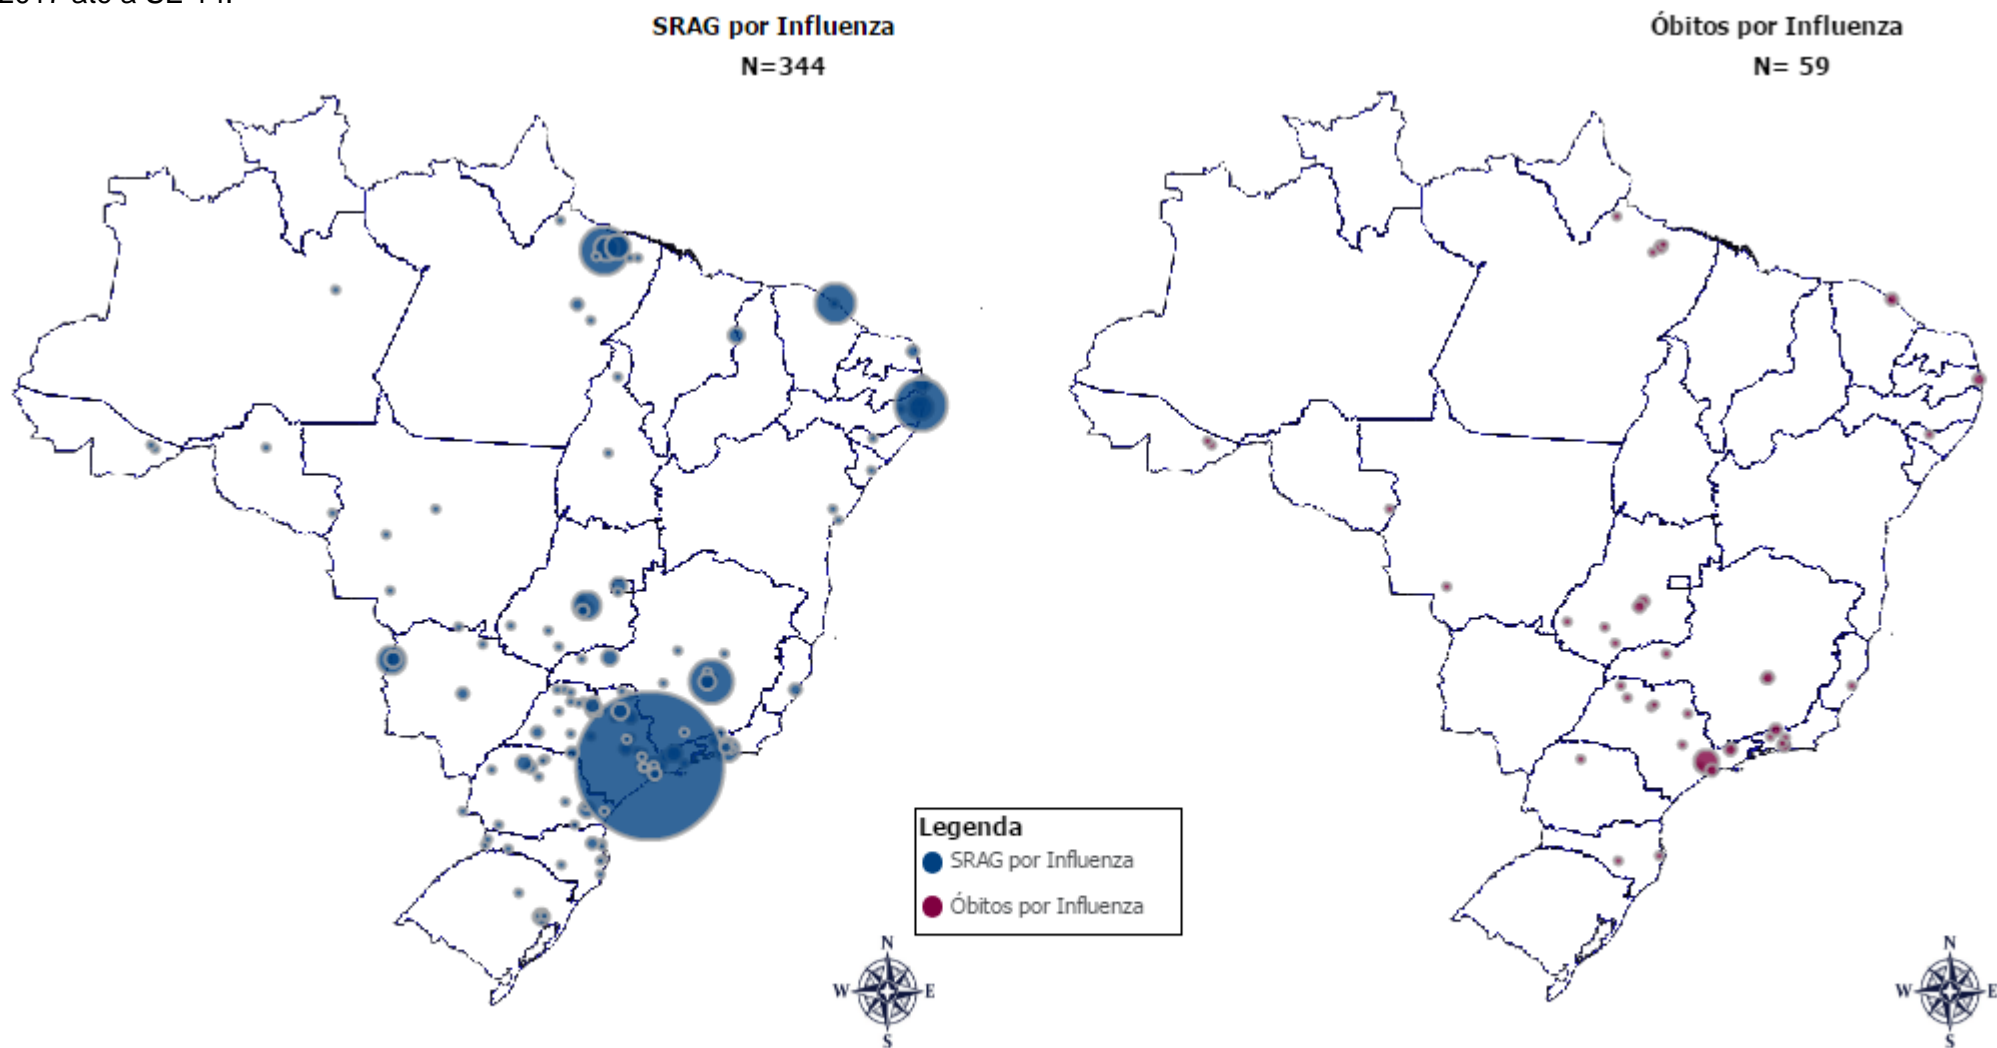 SRAG por Influenza
N=344
Óbitos por Influenza
N= 59
Legenda
SRAG por Influenza
Óbitos por Influenza
N
W E
S
N
W E
S